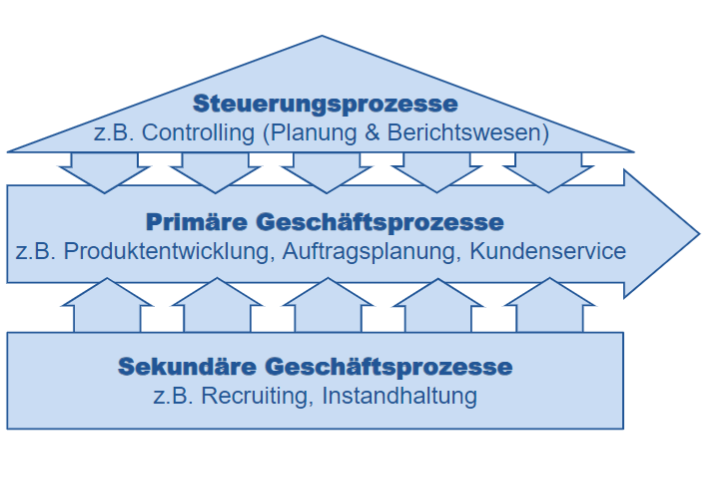 Steuerungsprozesse
z.B. Controlling (Planung & Berichtswesen)
Primäre Geschäftsprozesse
z.B. Produktentwicklung, Auftragsplanung, Kundenservice
Sekundäre Geschäftsprozesse
z.B. Recruiting, Instandhaltung